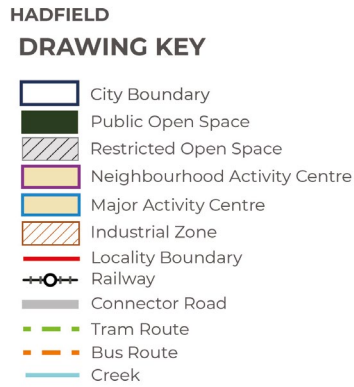 HADFIELD
DRAWING KEY
City Boundary
Public Open Space
Restricted Open Space
Neighbourhood Activity Centre
Major Activity Centre
Industrial Zone
Locality Boundary
Railway
Connector Road
Tram Route
Bus Route
Creek